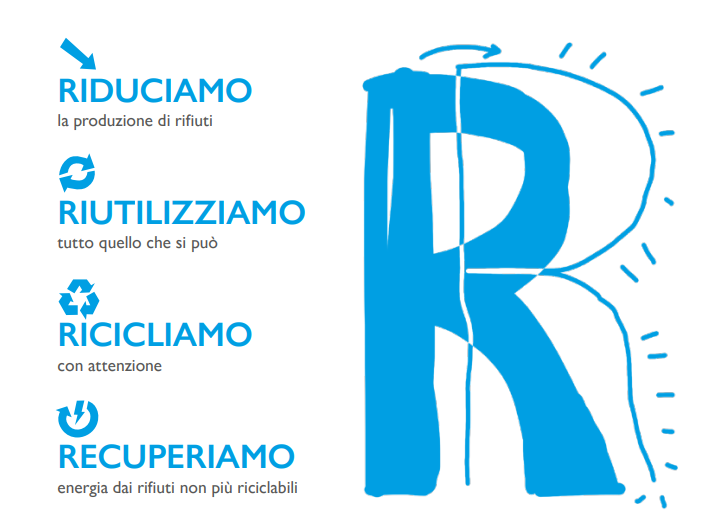 RIDUCIAMO
la produzione di rifiuti
RIUTILIZZIAMO
tutto quello che si può
RICICLIAMO
con attenzione
RECUPERIAMO
energia dai rifiuti non più riciclabili
R